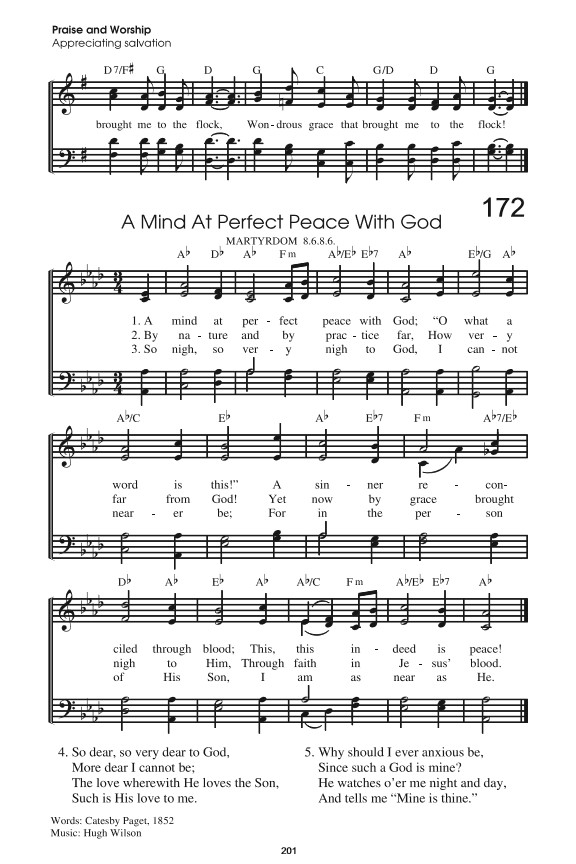 Praise and Worship
Appreciating salvation
D7/F# G D G C G/D D G
brought me to the flock, Won-drous grace that brought me to the flock!
172
A Mind At Perfect Peace With God
MARTYRDOM 8.6.8.6.
A♭ D♭ A♭ Fm A♭/E♭ E♭7 A♭ E♭/G A♭
1. A mind at per - fect peace with God; “O what a
2. By na - ture and by prac - tice far, How ver - y
3. So nigh, so ver - y nigh to God, I can - not
A♭/C E♭ A♭ E♭7 Fm A♭7/E♭
word is this!” A sin - ner re - con-
far from God! Yet now by grace brought
near - er be; For in the per - son
D♭ A♭ E♭ A♭ A♭/C Fm A♭/E♭ E♭7 A♭
ciled through blood; This, this in - deed is peace!
nigh to Him, Through faith in Je - sus’ blood.
of His Son, I am as near as He.
4. So dear, so very dear to God,
More dear I cannot be;
The love wherewith He loves the Son,
Such is His love to me.
5. Why should I ever anxious be,
Since such a God is mine?
He watches o’er me night and day,
And tells me “Mine is thine.”
Words: Catesby Paget, 1852
Music: Hugh Wilson
201